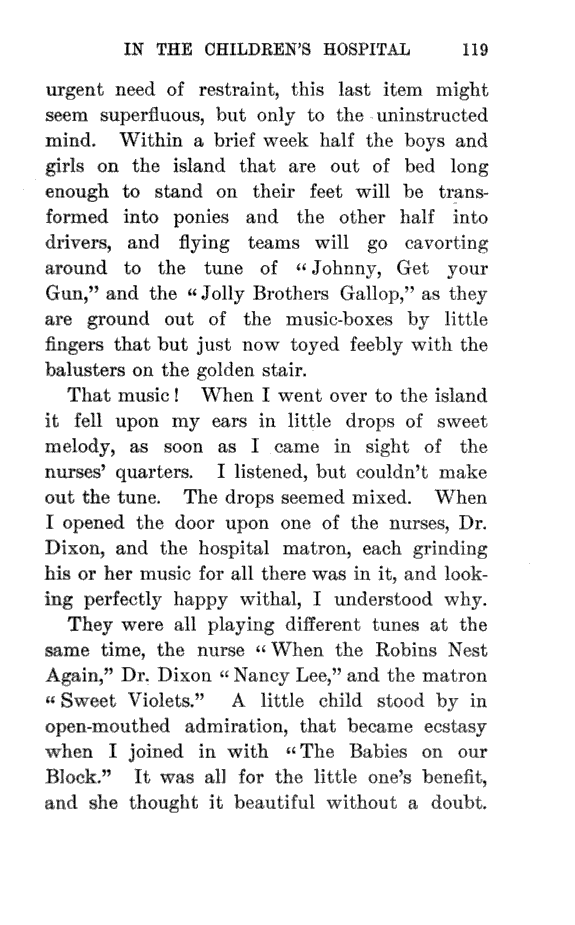 IN THE CHILDREN'S HOSPITAL 119
urgent need of restraint, this last item might
seem superfluous, but only to the uninstructed
mind. Within a brief week half the boys and
girls on the island that are out of bed long
enough to stand on their feet will be trans-
formed into ponies and the other half into
drivers, and flying teams will go cavorting
around to the tune of "Johnny, Get your
Gun," and the "Jolly Brothers Gallop," as they
are ground out of the music-boxes by little
fingers that but just now toyed feebly with the
balusters on the golden stair.
That music! When I went over to the island
it fell upon my ears in little drops of sweet
melody, as soon as I came in sight of the
nurses' quarters. I listened, but couldn't make
out the tune. The drops seemed mixed. When
I opened the door upon one of the nurses, Dr.
Dixon, and the hospital matron, each grinding
his or her music for all there was in it, and look-
ing perfectly happy withal, I understood why.
They were all playing different tunes at the
same time, the nurse "When the Robins Nest
Again," Dr. Dixon "Nancy Lee," and the matron
"Sweet Violets." A little child stood by in
open-mouthed admiration, that became ecstasy
when I joined in with "The Babies on our
Block." It was all for the little one's benefit,
and she thought it beautiful without a doubt.